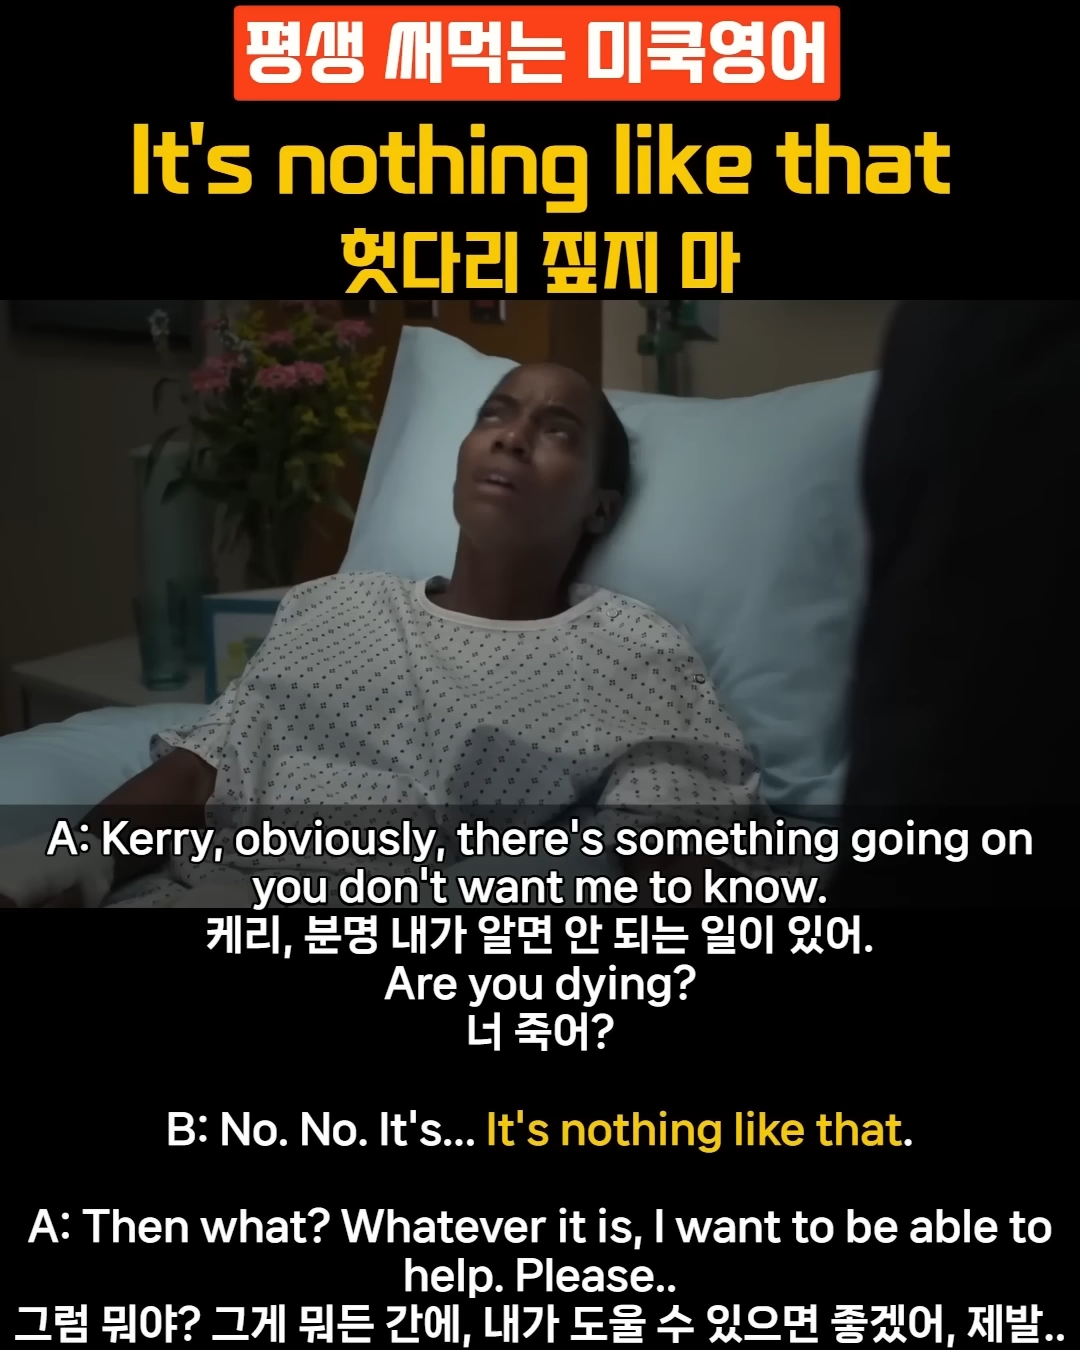 평생 써먹는 미쿡영어
It's nothing like that
헛다리 짚지 마
A: Kerry, obviously, there's something going on
you don't want me to know.
케리, 분명 내가 알면 안 되는 일이 있어.
Are you dying?
너 죽어?
B: No. No. It's... It's nothing like that.
A: Then what? Whatever it is, I want to be able to
help. Please..
그럼 뭐야? 그게 뭐든 간에, 내가 도울 수 있으면 좋겠어, 제발..